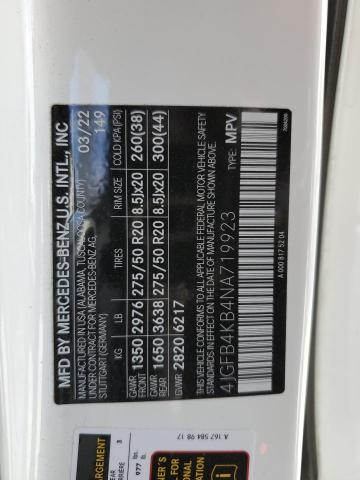 MFD BY MERCEDES-BENZ U.S. INTL., INC
MANUFACTURED IN USA (ALABAMA, TUSCALOOSA COUNTY) 03/22
UNDER CONTRACT FOR MERCEDES-BENZ AG, 149
STUTTGART (GERMANY)
KG LB TIRES RIM SIZE COLD KPA (PSI)
GAWR FRONT 1350 2976 275/50 R20 8.5Jx20 260(38)
GAWR REAR 1650 3638 275/50 R20 8.5Jx20 300(44)
GVWR 2820 6217
THIS VEHICLE CONFORMS TO ALL APPLICABLE FEDERAL MOTOR VEHICLE SAFETY
STANDARDS IN EFFECT ON THE DATE OF MANUFACTURE SHOWN ABOVE.
4JGFB4KB4NA719923 MPV
A 000 817 52 04
A 167 584 98 17
977 lb.